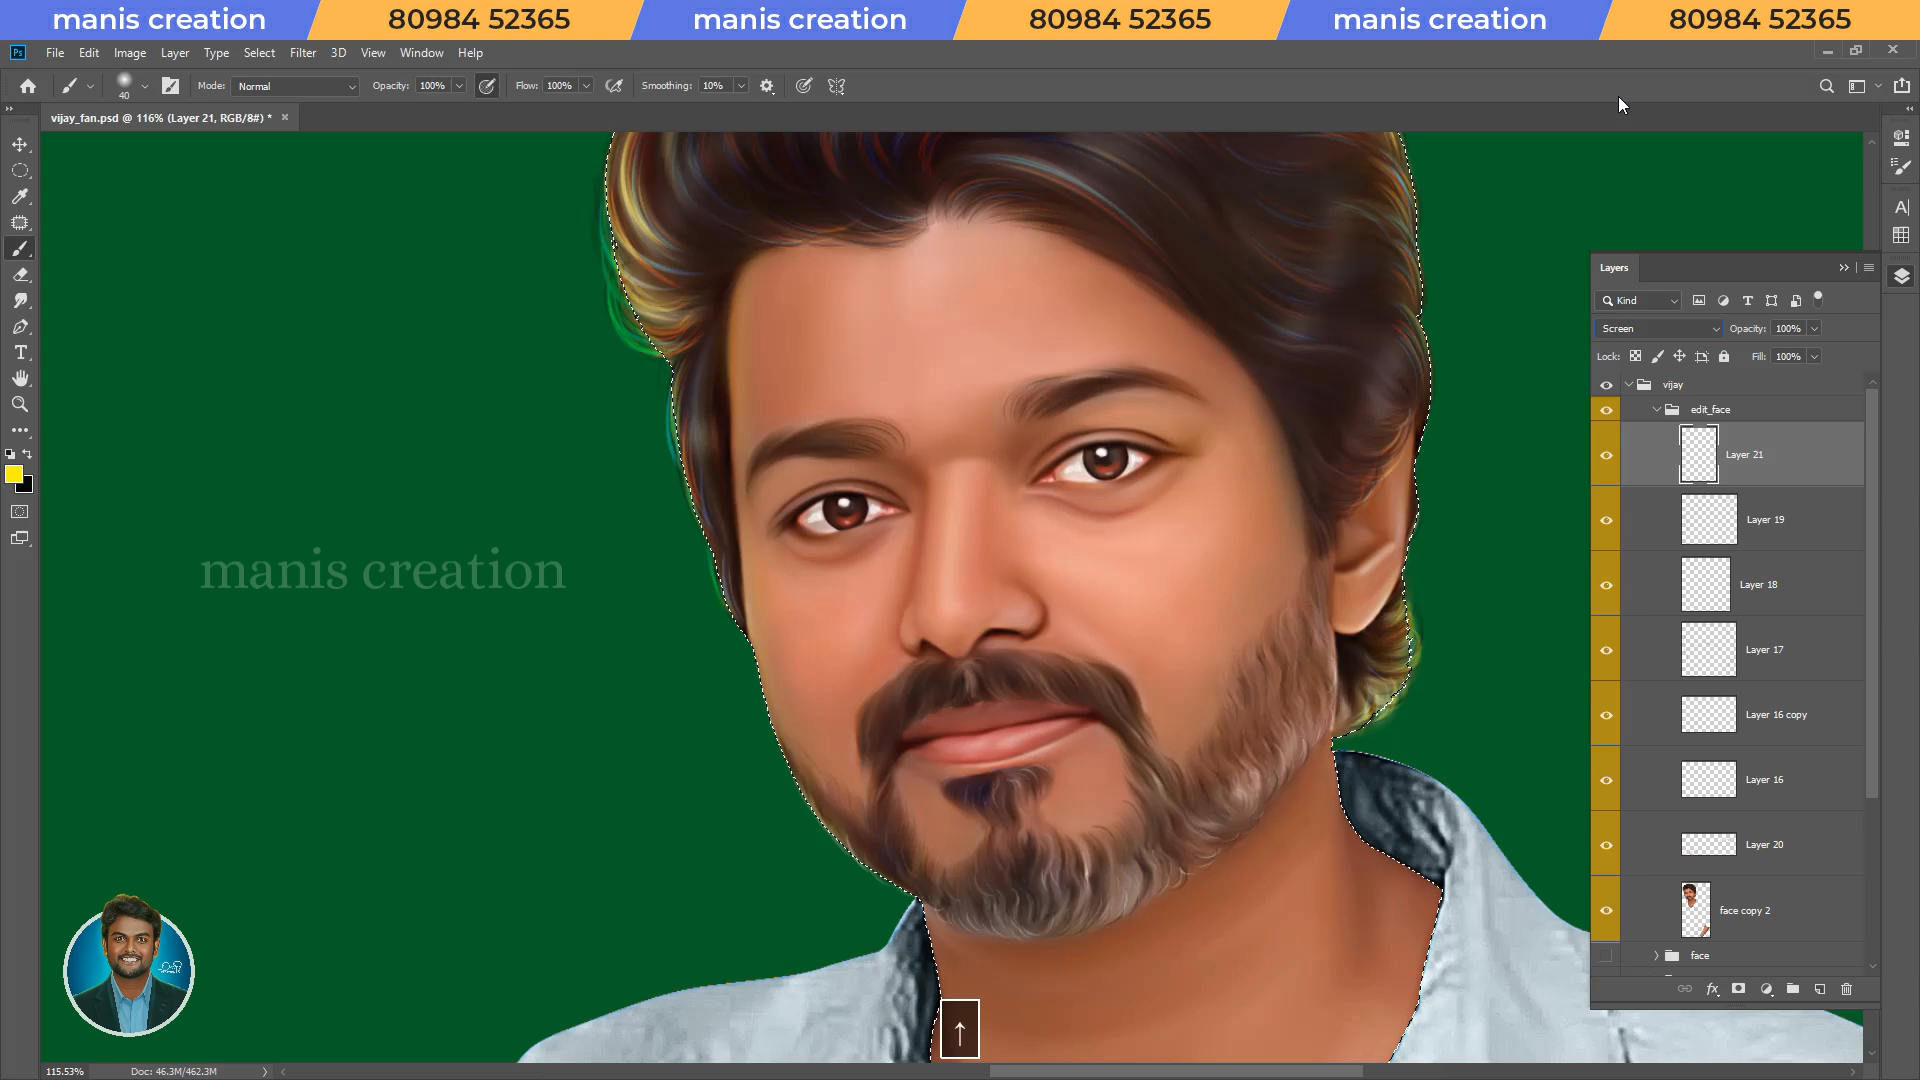 manis creation 80984 52365 manis creation 80984 52365 manis creation 80984 52365
Ps File Edit Image Layer Type Select Filter 3D View Window Help
40 Mode: Normal Opacity: 100% Flow: 100% Smoothing: 10%
vijay_fan.psd @ 116% (Layer 21, RGB/8#) * ×
Layers
Kind
Screen Opacity: 100%
Lock: Fill: 100%
vijay
edit_face
Layer 21
Layer 19
Layer 18
Layer 17
Layer 16 copy
Layer 16
Layer 20
face copy 2
face
fx
manis creation
↑
115.53% Doc: 46.3M/462.3M